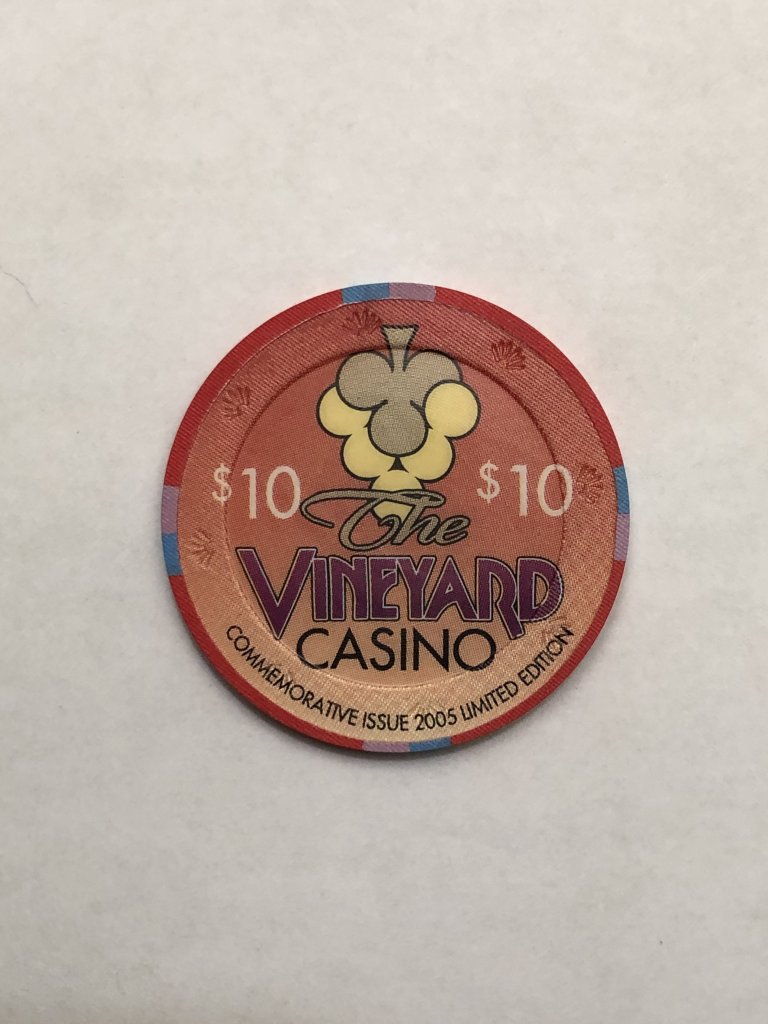 $10 $10
The
VINEYARD
CASINO
COMMEMORATIVE ISSUE 2005 LIMITED EDITION